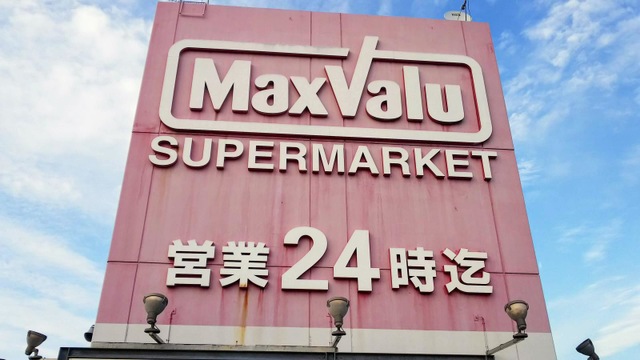 MaxValu
SUPERMARKET
営業24時迄